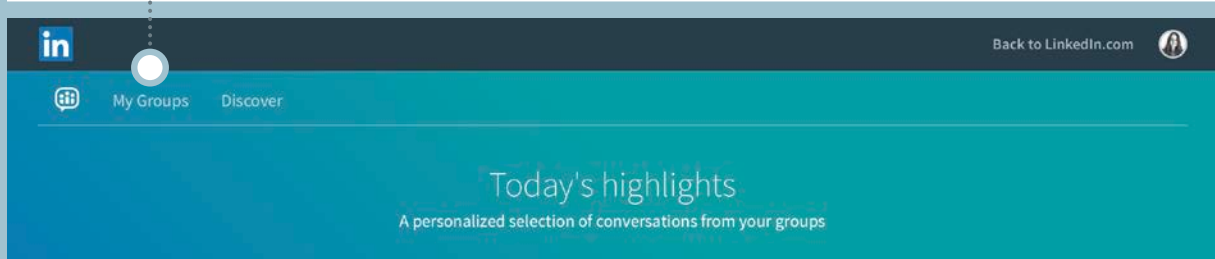 in
Back to LinkedIn.com
My Groups Discover
Today's highlights
A personalized selection of conversations from your groups